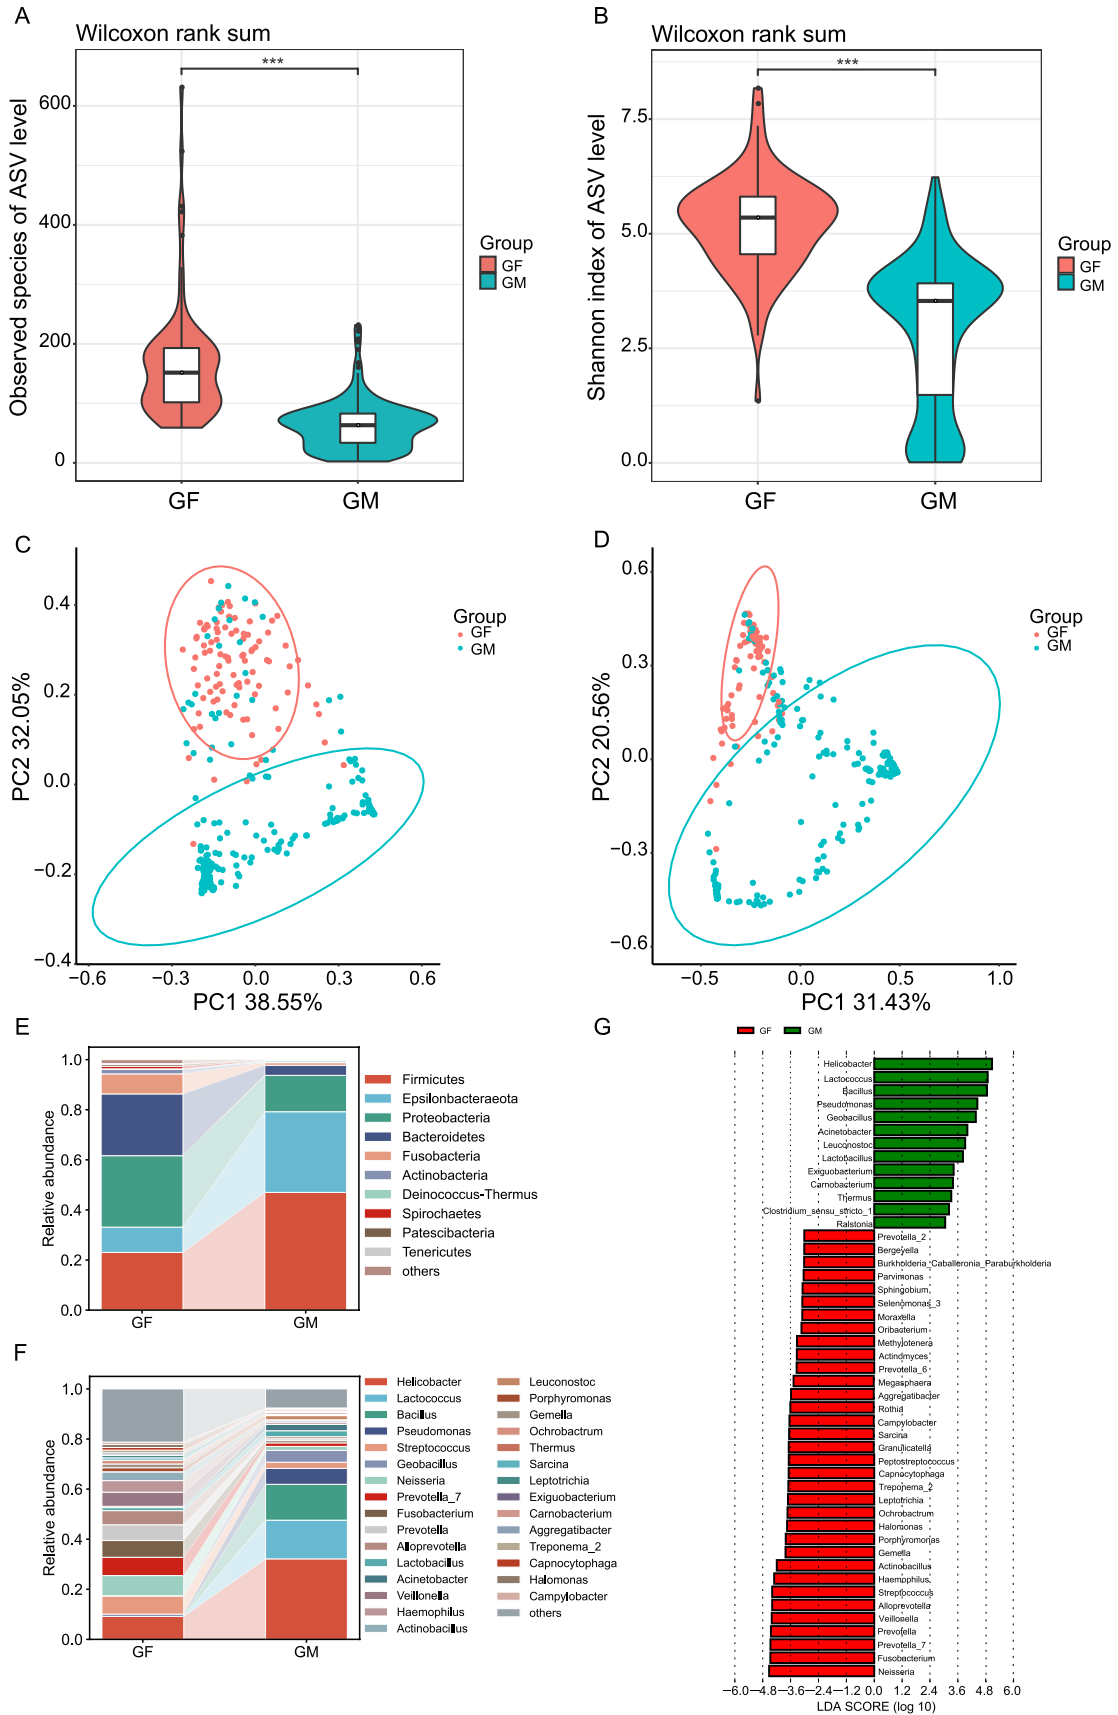 A
Wilcoxon rank sum
***
Observed species of ASV level
600
400
200
0
GF
GM
Group
GF
GM
B
Wilcoxon rank sum
***
Shannon index of ASV level
7.5
5.0
2.5
0.0
GF
GM
Group
GF
GM
C
PC2 32.05%
0.4
0.2
0.0
−0.2
−0.4
−0.6
−0.3
0.0
0.3
0.6
PC1 38.55%
Group
GF
GM
D
PC2 20.56%
0.6
0.3
0.0
−0.3
−0.6
−0.5
0.0
0.5
1.0
PC1 31.43%
Group
GF
GM
E
Relative abundance
1.0
0.8
0.6
0.4
0.2
0.0
GF
GM
Firmicutes
Epsilonbacteraeota
Proteobacteria
Bacteroidetes
Fusobacteria
Actinobacteria
Deinococcus-Thermus
Spirochaetes
Patescibacteria
Tenericutes
others
F
Relative abundance
1.0
0.8
0.6
0.4
0.2
0.0
GF
GM
Helicobacter
Lactococcus
Bacillus
Pseudomonas
Streptococcus
Geobacillus
Neisseria
Prevotella_7
Fusobacterium
Prevotella
Alloprevotella
Lactobacillus
Acinetobacter
Veillonella
Haemophilus
Actinobacillus
Leuconostoc
Porphyromonas
Gemella
Ochrobactrum
Thermus
Sarcina
Leptotrichia
Exiguobacterium
Carnobacterium
Aggregatibacter
Treponema_2
Capnocytophaga
Halomonas
Campylobacter
others
G
GF
GM
Helicobacter
Lactococcus
Bacillus
Pseudomonas
Geobacillus
Acinetobacter
Leuconostoc
Lactobacillus
Exiguobacterium
Carnobacterium
Thermus
Clostridium_sensu_stricto_1
Ralstonia
Prevotella_2
Bergeyella
Burkholderia_Caballeronia_Paraburkholderia
Parvimonas
Sphingobium
Selenomonas_3
Moraxella
Oribacterium
Methylotenera
Actinomyces
Prevotella_6
Megasphaera
Aggregatibacter
Rothia
Campylobacter
Sarcina
Granulicatella
Peptostreptococcus
Capnocytophaga
Treponema_2
Leptotrichia
Ochrobactrum
Halomonas
Porphyromonas
Gemella
Actinobacillus
Haemophilus
Streptococcus
Alloprevotella
Veillonella
Prevotella
Prevotella_7
Fusobacterium
Neisseria
−6.0 −4.8 −3.6 −2.4 −1.2 0.0 1.2 2.4 3.6 4.8 6.0
LDA SCORE (log 10)